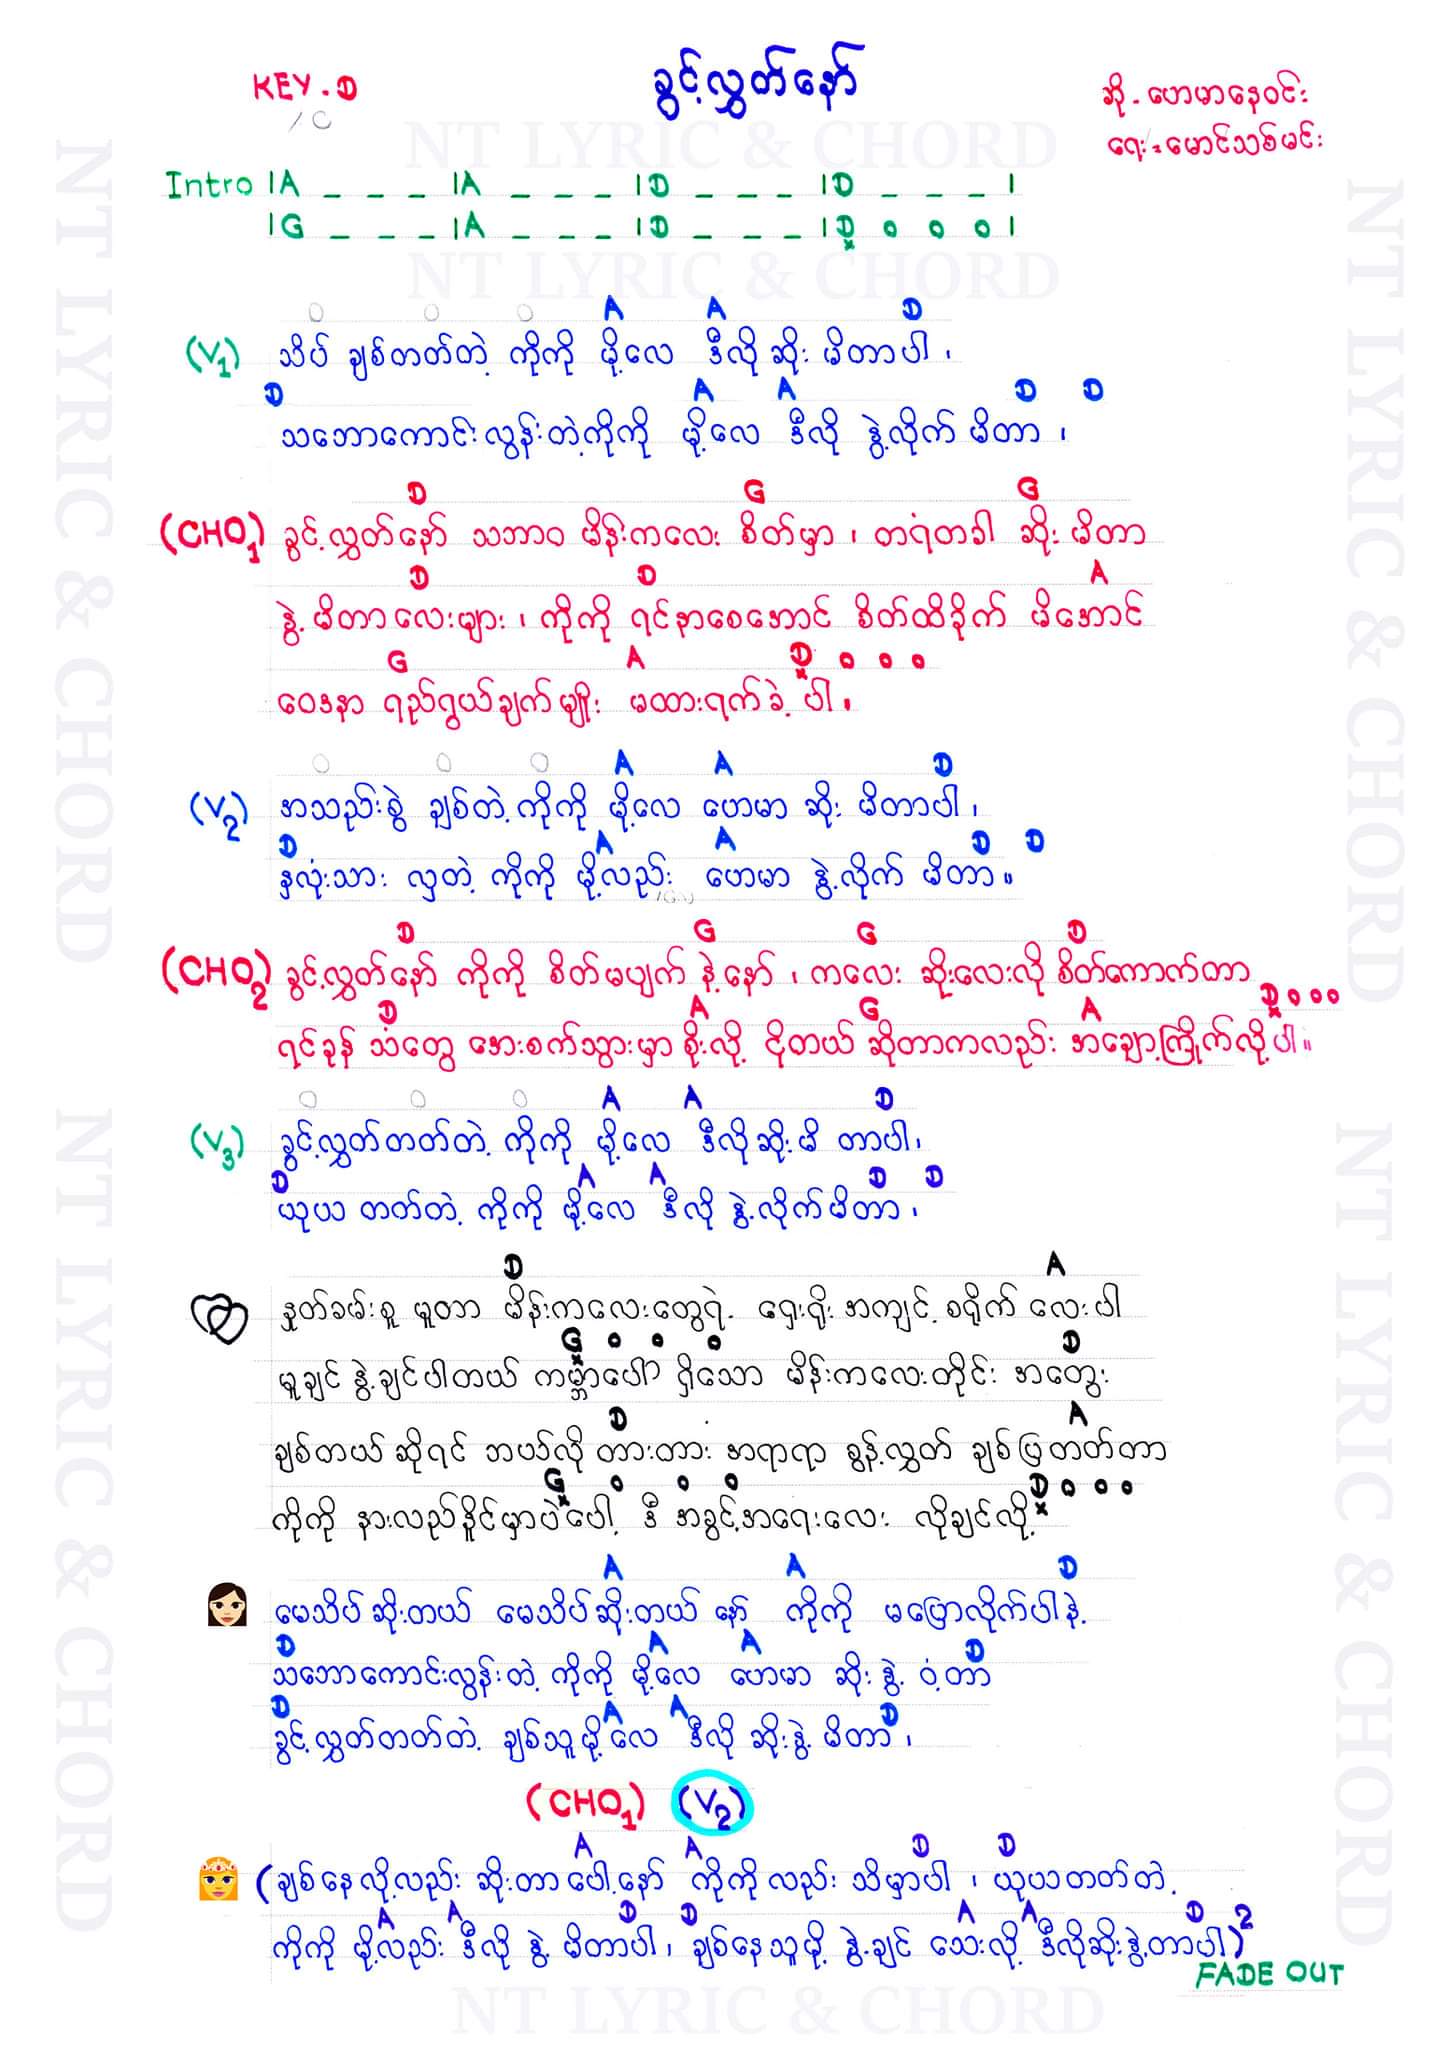 ခွင့်လွှတ်နော်
KEY - D
/ C
ဆို - ဟေမာနေဝင်း
ရေး - မောင်သစ်မင်း
Intro |A _ _ _ |A _ _ _ |D _ _ _ |D _ _ _ |
|G _ _ _ |A _ _ _ |D _ _ _ |D o o o |
A A D
(V1) သိပ် ချစ်တတ်တဲ့ ကိုကို မို့လေ ဒီလို ဆိုး မိတာပါ ၊
D A A D D
သဘောကောင်းလွန်းတဲ့ကိုကို မို့လေ ဒီလို နွဲ့လိုက် မိတာ ၊
D G G
(CHO1) ခွင့်လွှတ်နော် သဘာဝ မိန်းကလေး စိတ်မှာ ၊ တရံတခါ ဆိုး မိတာ
D D A
နွဲ့ မိတာလေးများ ၊ ကိုကို ရင်နာစေအောင် စိတ်ထိခိုက် မိအောင်
G A D o o o
ဝေဒနာ ရည်ရွယ်ချက်မျိုး မထားရက်ခဲ့ ပါ ။
A A D
(V2) အသည်းစွဲ ချစ်တဲ့ ကိုကို မို့လေ ဟေမာ ဆိုး မိတာပါ ၊
D A A D D
နှလုံးသား လှတဲ့ ကိုကို မို့လည်း ဟေမာ နွဲ့လိုက် မိတာ ။
D G G D
(CHO2) ခွင့်လွှတ်နော် ကိုကို စိတ်မပျက် နဲ့နော် ၊ ကလေး ဆိုးလေးလို စိတ်ကောက်တာ
D A G A D o o o
ရင်ခုန် သံတွေ အေးစက်သွားမှာ စိုးလို့ ငိုတယ် ဆိုတာကလည်း အချော့ကြိုက်လို့ပါ ။
A A D
(V3) ခွင့်လွှတ်တတ်တဲ့ ကိုကို မို့လေ ဒီလိုဆိုးမိ တာပါ ၊
D A A D D
ယုယ တတ်တဲ့ ကိုကို မို့လေ ဒီလို နွဲ့လိုက်မိတာ ၊
D A
နှုတ်ခမ်းစူ မူတာ မိန်းကလေးတွေရဲ့ ရှေးရိုး အကျင့် စရိုက် လေးပါ
G o o o D
မူချင် နွဲ့ချင်ပါတယ် ကမ္ဘာပေါ် ရှိသော မိန်းကလေးတိုင်း အတွေး
D A
ချစ်တယ်ဆိုရင် ဘယ်လို တားတား အရာရာ ခွန့်လွှတ် ချစ်ပြတတ်တာ
G o o o D o o o
ကိုကို နားလည်နိုင်မှာပဲပေါ့ ဒီ အခွင့်အရေးလေး လိုချင်လို့
A A D
မေသိပ်ဆိုးတယ် မေသိပ်ဆိုးတယ် နော် ကိုကို မပြောလိုက်ပါနဲ့
D A A D
သဘောကောင်းလွန်းတဲ့ ကိုကို မို့လေ ဟေမာ ဆိုး နွဲ့ ဝံ့တာ
D A A D
ခွင့်လွှတ်တတ်တဲ့ ချစ်သူမို့လေ ဒီလို ဆိုးနွဲ့ မိတာ ၊
(CHO1) (V2)
A A D D
(ချစ်နေလို့လည်း ဆိုးတာပေါ့နော် ကိုကိုလည်း သိမှာပါ ၊ ယုယတတ်တဲ့
A A D D A A D
ကိုကို မို့လည်း ဒီလို နွဲ့ မိတာပါ ၊ ချစ်နေသူမို့ နွဲ့ချင် သေးလို့ ဒီလိုဆိုးနွဲ့တာပါ)2
FADE OUT
NT LYRIC & CHORD
NT LYRIC & CHORD
NT LYRIC & CHORD
NT LYRIC & CHORD
NT LYRIC & CHORD
NT LYRIC & CHORD
NT LYRIC & CHORD